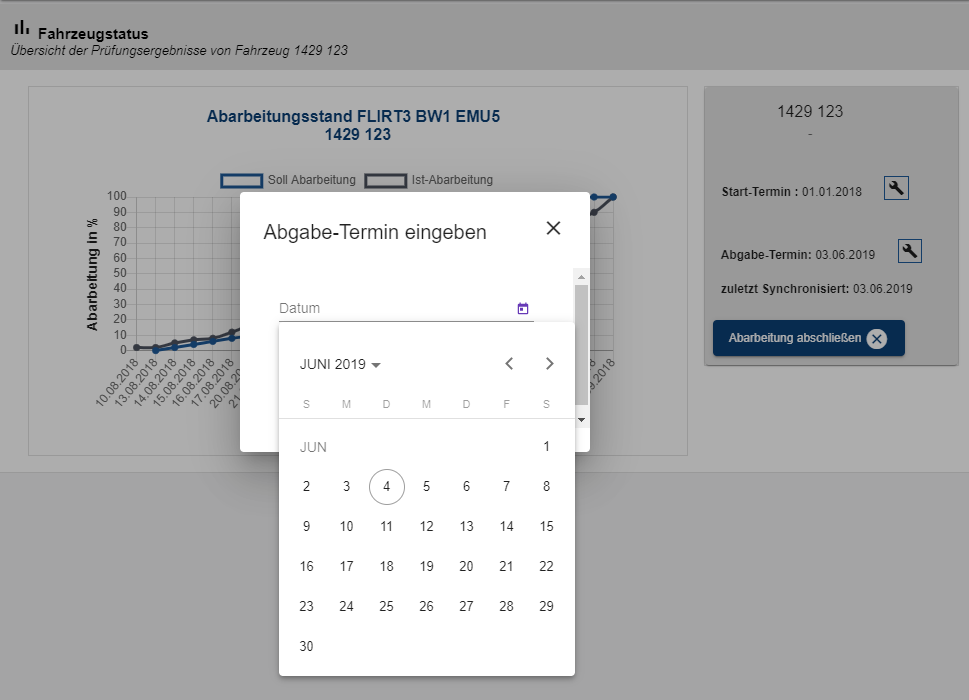 Fahrzeugstatus
Übersicht der Prüfungsergebnisse von Fahrzeug 1429 123
Abarbeitungsstand FLIRT3 BW1 EMU5
1429 123
Soll Abarbeitung Ist-Abarbeitung
Abarbeitung in %
100
90
80
70
60
50
40
30
20
10
0
10.08.2018
13.08.2018
14.08.2018
15.08.2018
16.08.2018
17.08.2018
Abgabe-Termin eingeben
Datum
JUNI 2019
S M D M D F S
JUN 1
2 3 4 5 6 7 8
9 10 11 12 13 14 15
16 17 18 19 20 21 22
23 24 25 26 27 28 29
30
1429 123
-
Start-Termin : 01.01.2018
Abgabe-Termin: 03.06.2019
zuletzt Synchronisiert: 03.06.2019
Abarbeitung abschließen